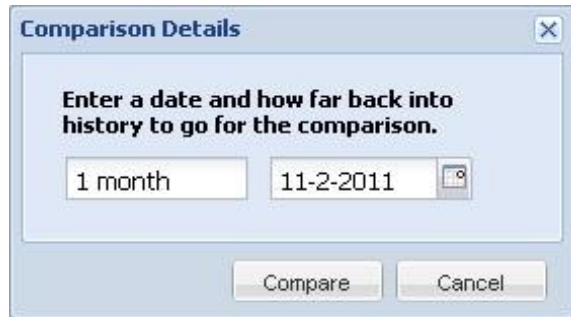 Comparison Details
Enter a date and how far back into
history to go for the comparison.
1 month 11-2-2011
Compare Cancel